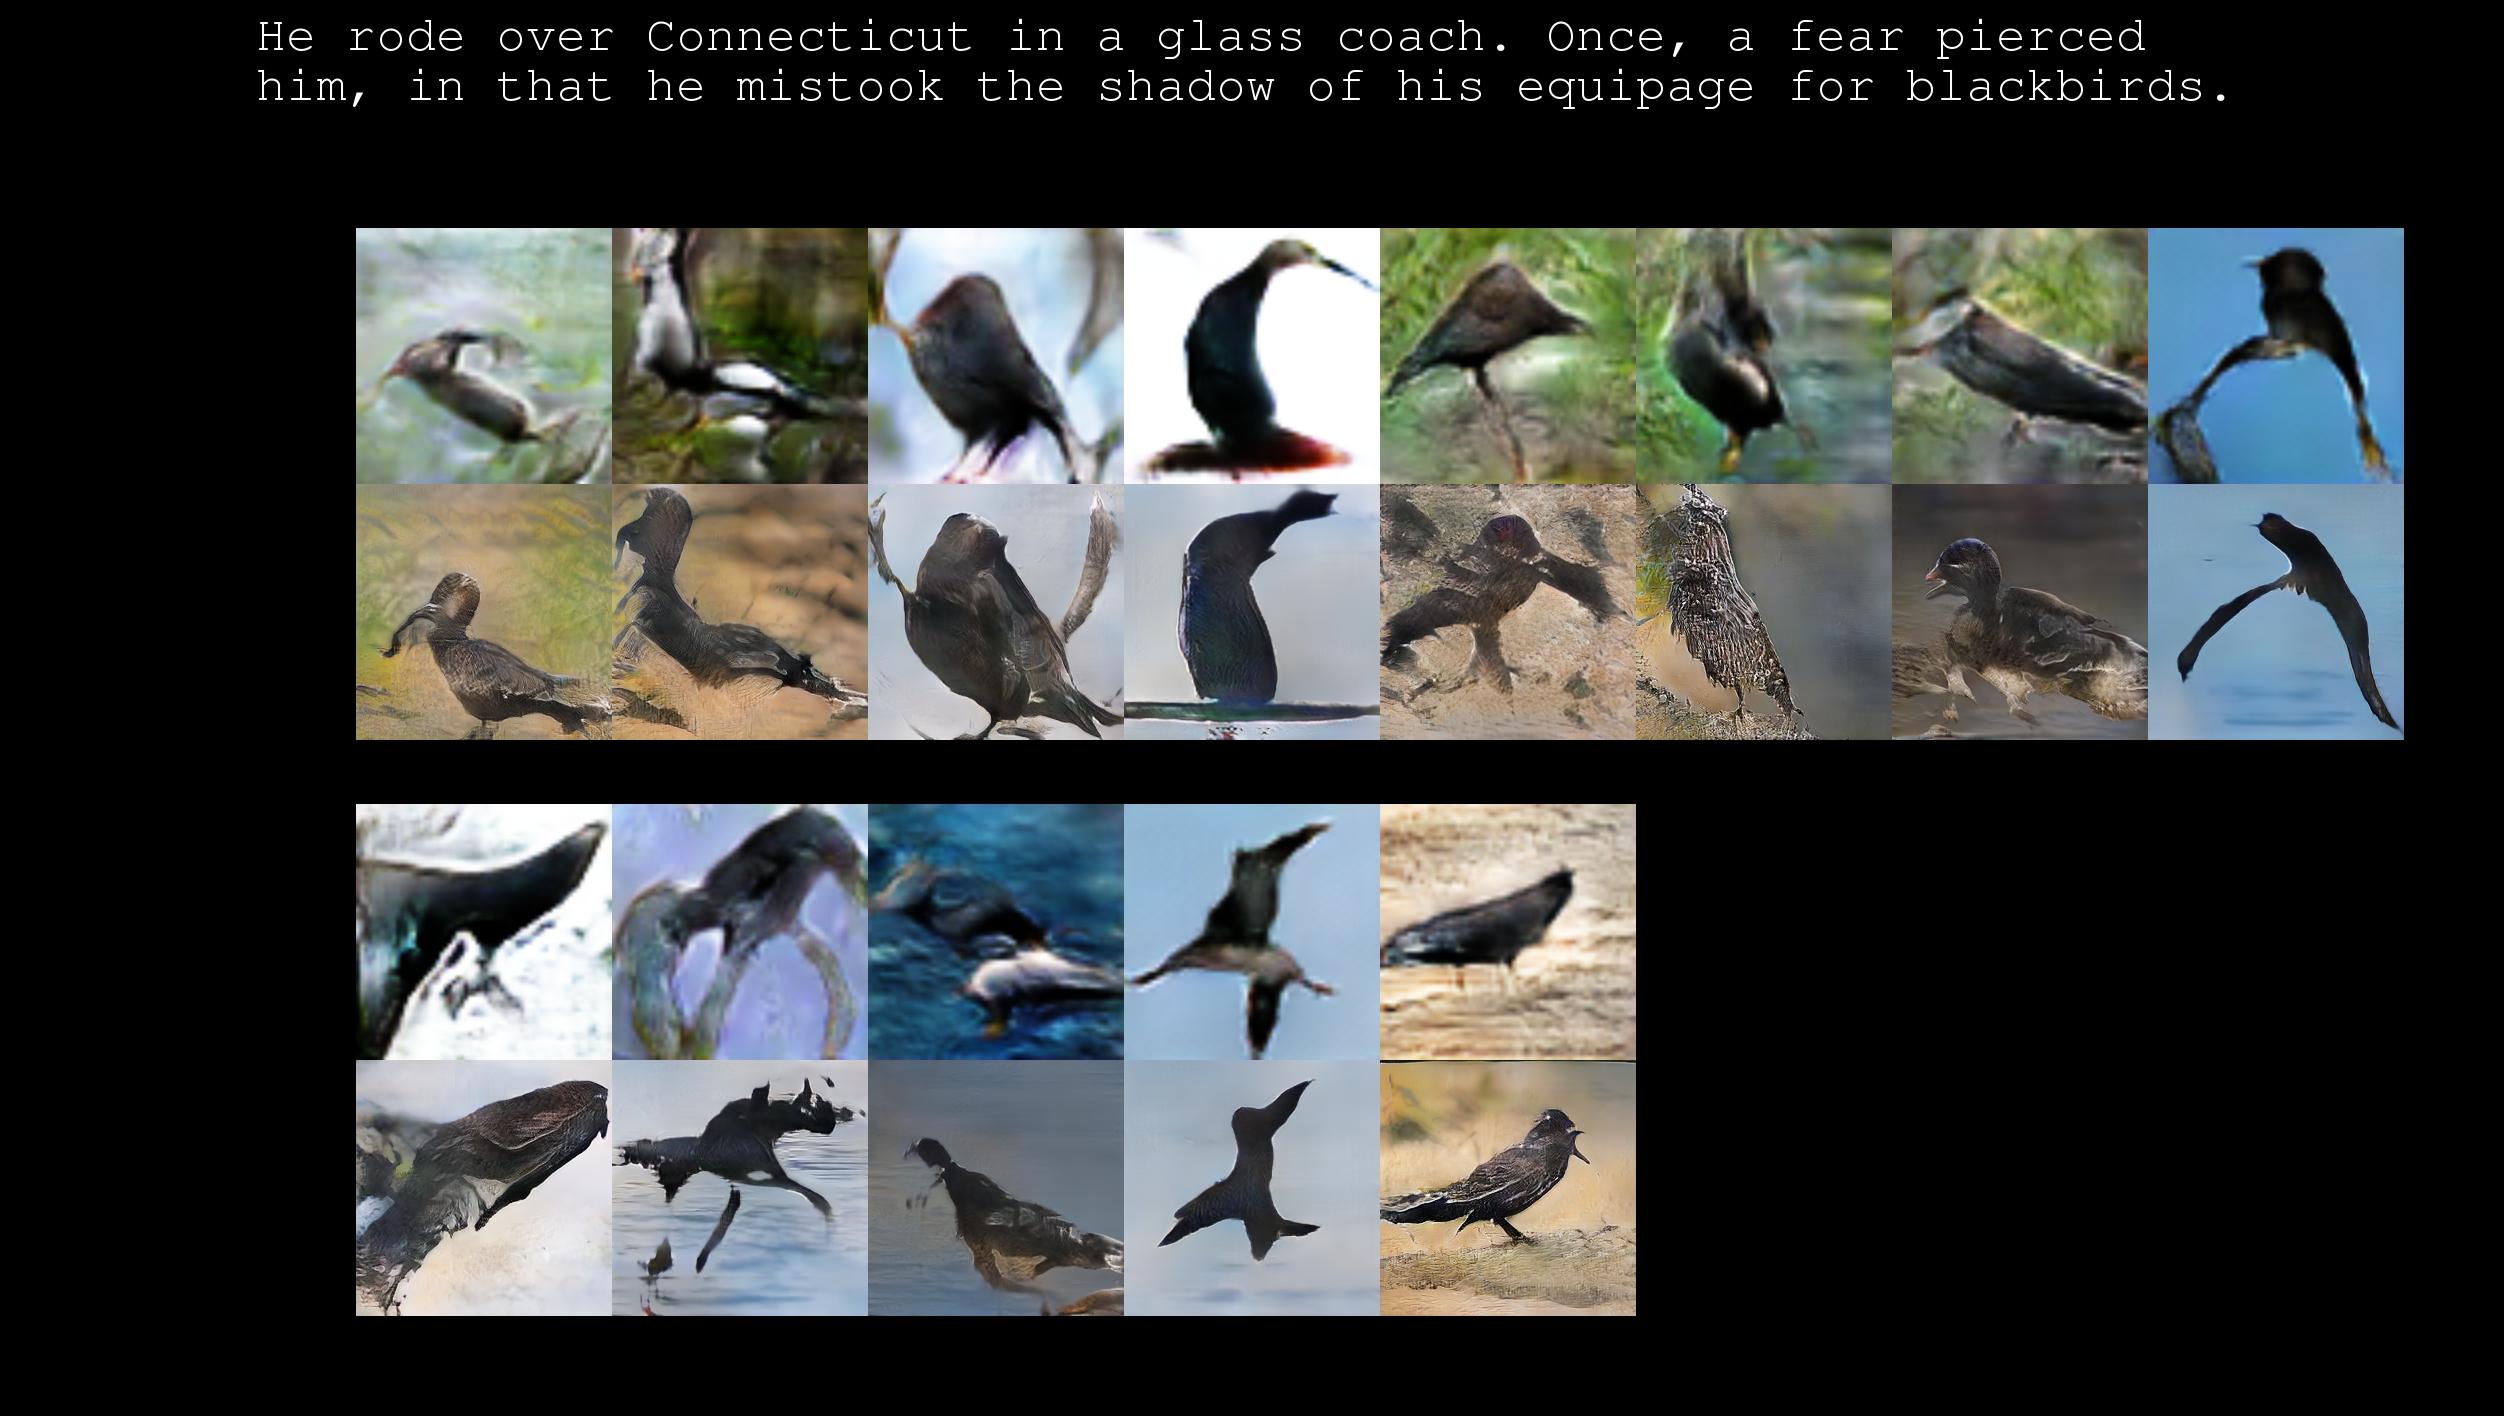 He rode over Connecticut in a glass coach. Once, a fear pierced
him, in that he mistook the shadow of his equipage for blackbirds.